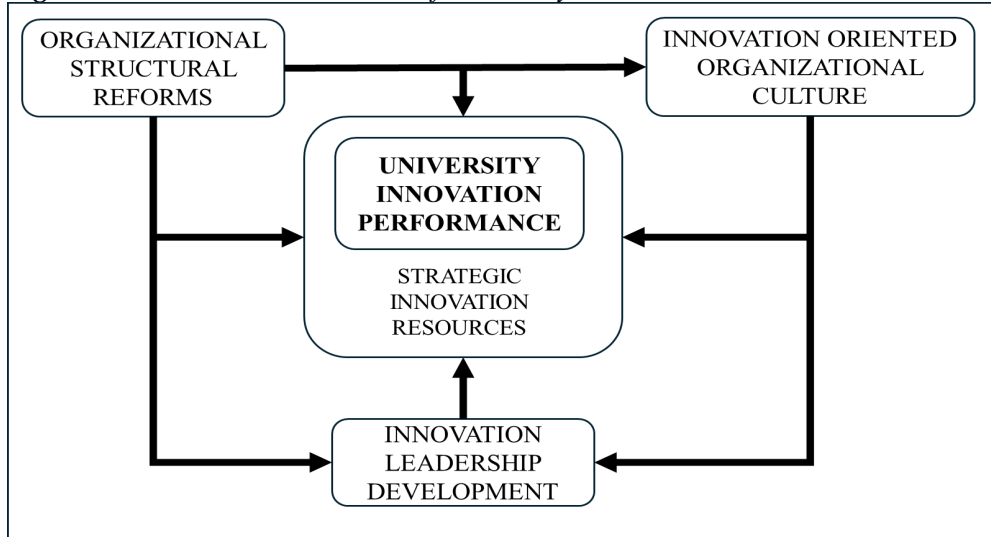 ORGANIZATIONAL
STRUCTURAL
REFORMS
INNOVATION ORIENTED
ORGANIZATIONAL
CULTURE
UNIVERSITY
INNOVATION
PERFORMANCE
STRATEGIC
INNOVATION
RESOURCES
INNOVATION
LEADERSHIP
DEVELOPMENT